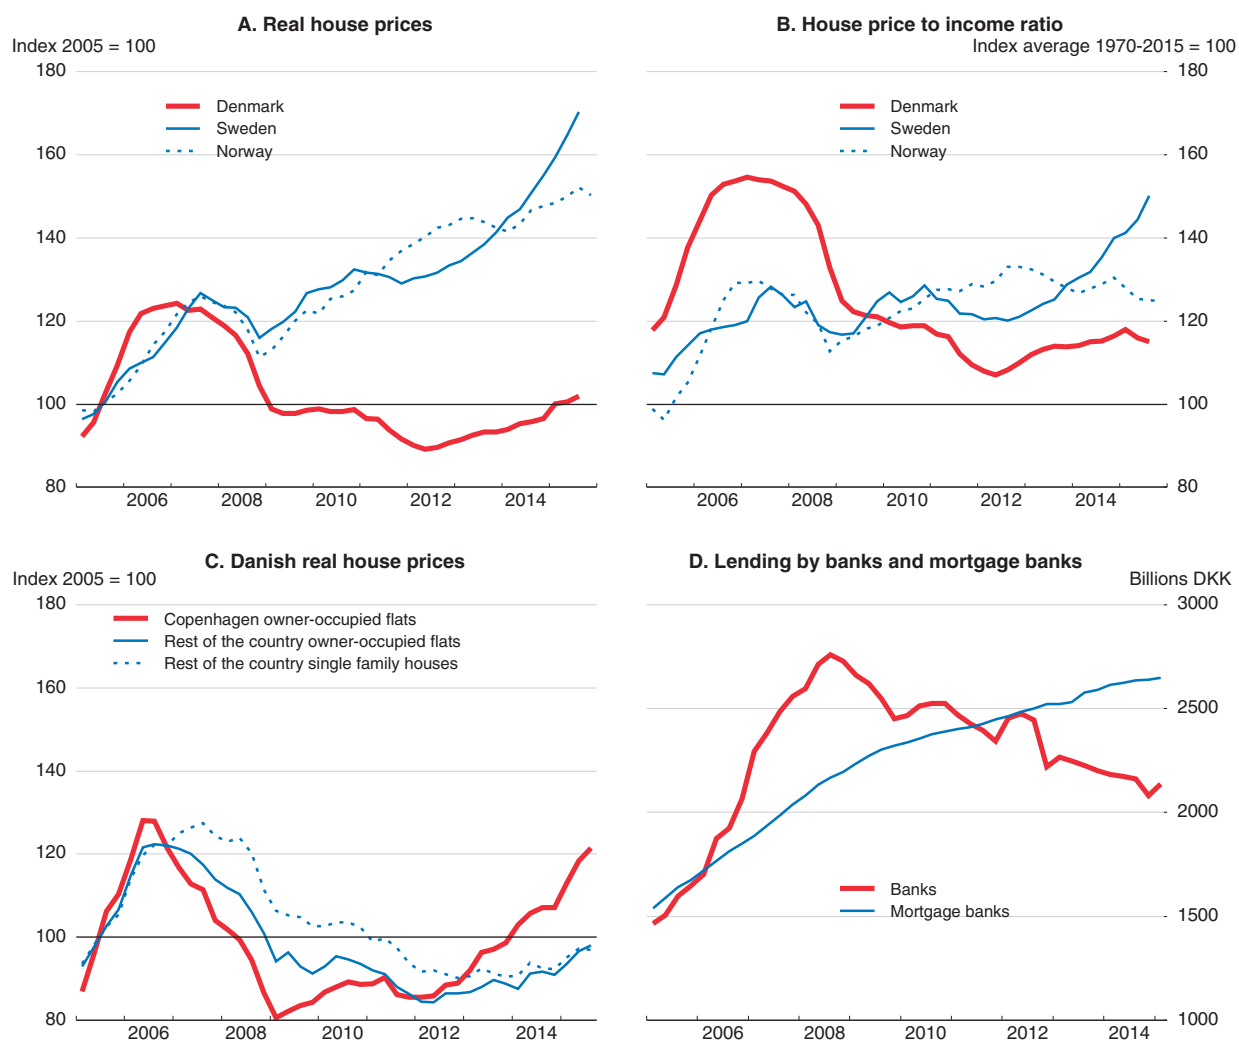 A. Real house prices
Index 2005 = 100
180
160
140
120
100
80
Denmark
Sweden
Norway
2006 2008 2010 2012 2014
B. House price to income ratio
Index average 1970-2015 = 100
180
160
140
120
100
80
Denmark
Sweden
Norway
2006 2008 2010 2012 2014
C. Danish real house prices
Index 2005 = 100
180
160
140
120
100
80
Copenhagen owner-occupied flats
Rest of the country owner-occupied flats
Rest of the country single family houses
2006 2008 2010 2012 2014
D. Lending by banks and mortgage banks
Billions DKK
3000
2500
2000
1500
1000
Banks
Mortgage banks
2006 2008 2010 2012 2014